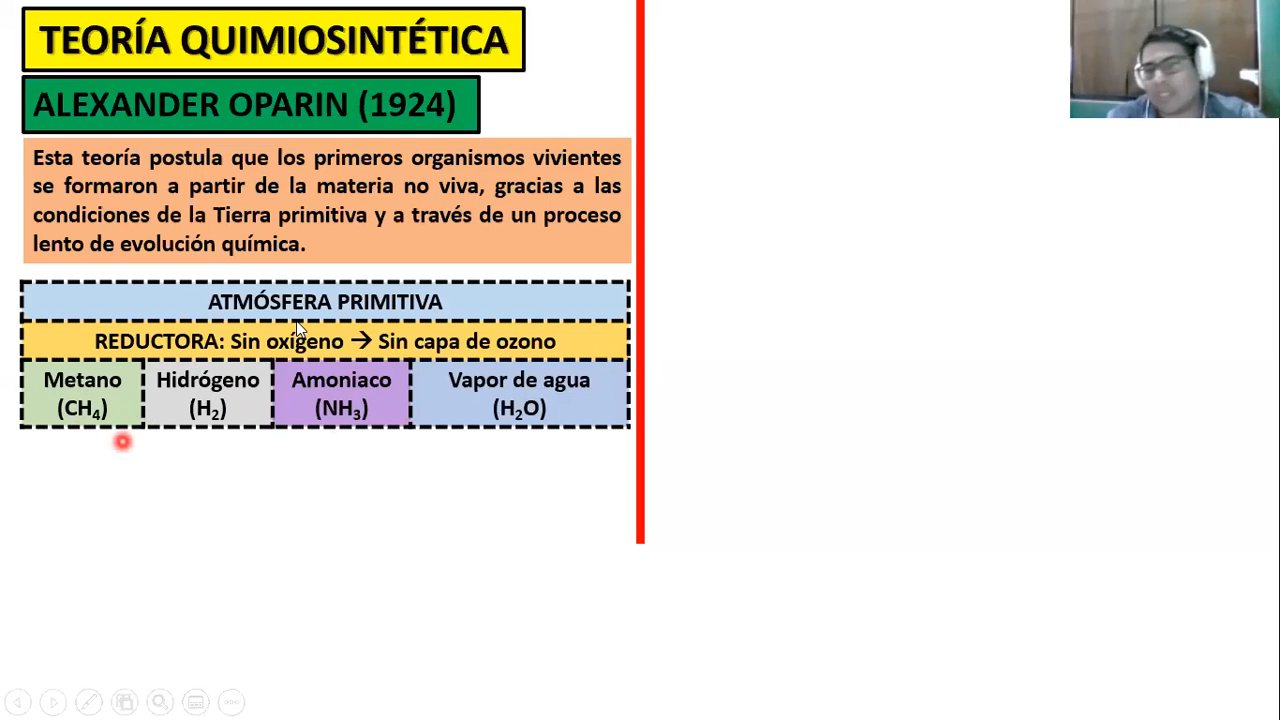 TEORÍA QUIMIOSINTÉTICA
ALEXANDER OPARIN (1924)
Esta teoría postula que los primeros organismos vivientes
se formaron a partir de la materia no viva, gracias a las
condiciones de la Tierra primitiva y a través de un proceso
lento de evolución química.
ATMÓSFERA PRIMITIVA
REDUCTORA: Sin oxígeno → Sin capa de ozono
Metano
(CH₄)
Hidrógeno
(H₂)
Amoniaco
(NH₃)
Vapor de agua
(H₂O)